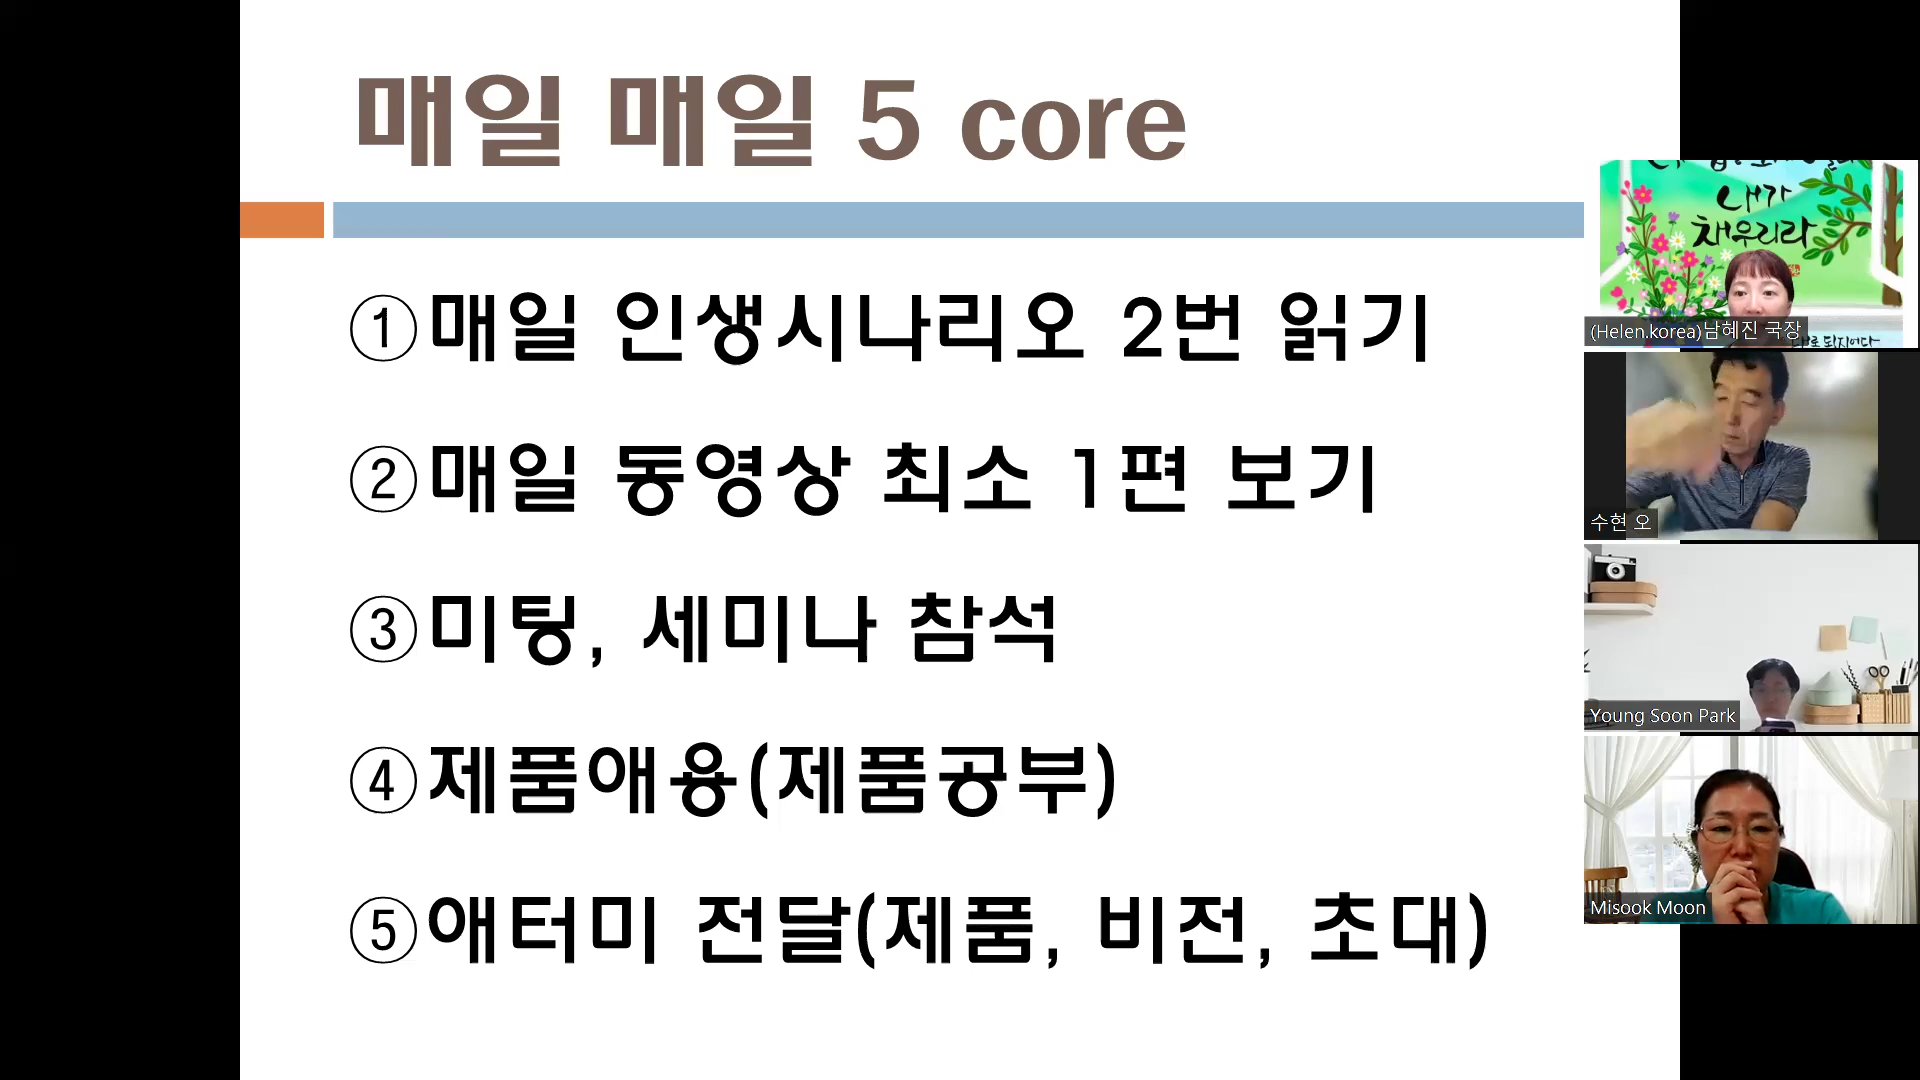 매일 매일 5 core
①매일 인생시나리오 2번 읽기
②매일 동영상 최소 1편 보기
③미팅, 세미나 참석
④제품애용(제품공부)
⑤애터미 전달(제품, 비전, 초대)
내가
채우리라
(Helen.korea)남혜진 국장
수현 오
Young Soon Park
Misook Moon